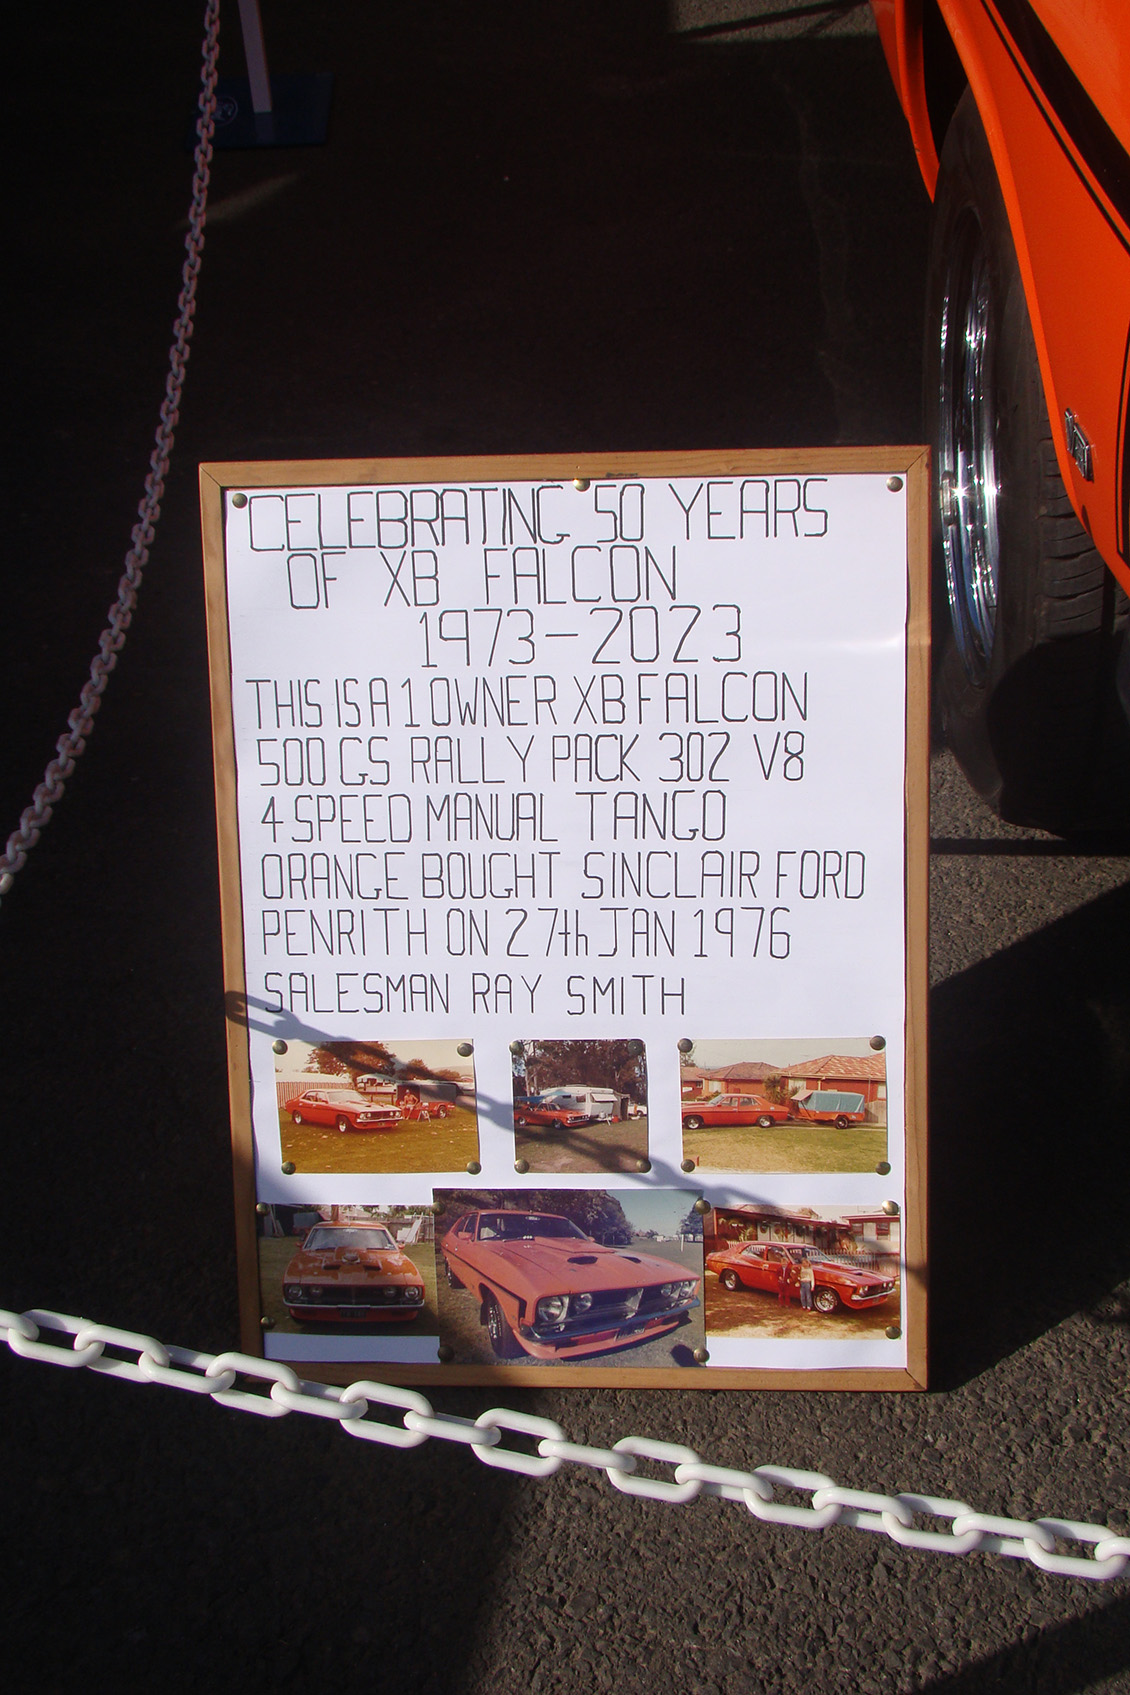 CELEBRATING 50 YEARS
OF XB FALCON
1973-2023
THIS IS A 1 OWNER XB FALCON
500 GS RALLY PACK 302 V8
4 SPEED MANUAL TANGO
ORANGE BOUGHT SINCLAIR FORD
PENRITH ON 27th JAN 1976
SALESMAN RAY SMITH